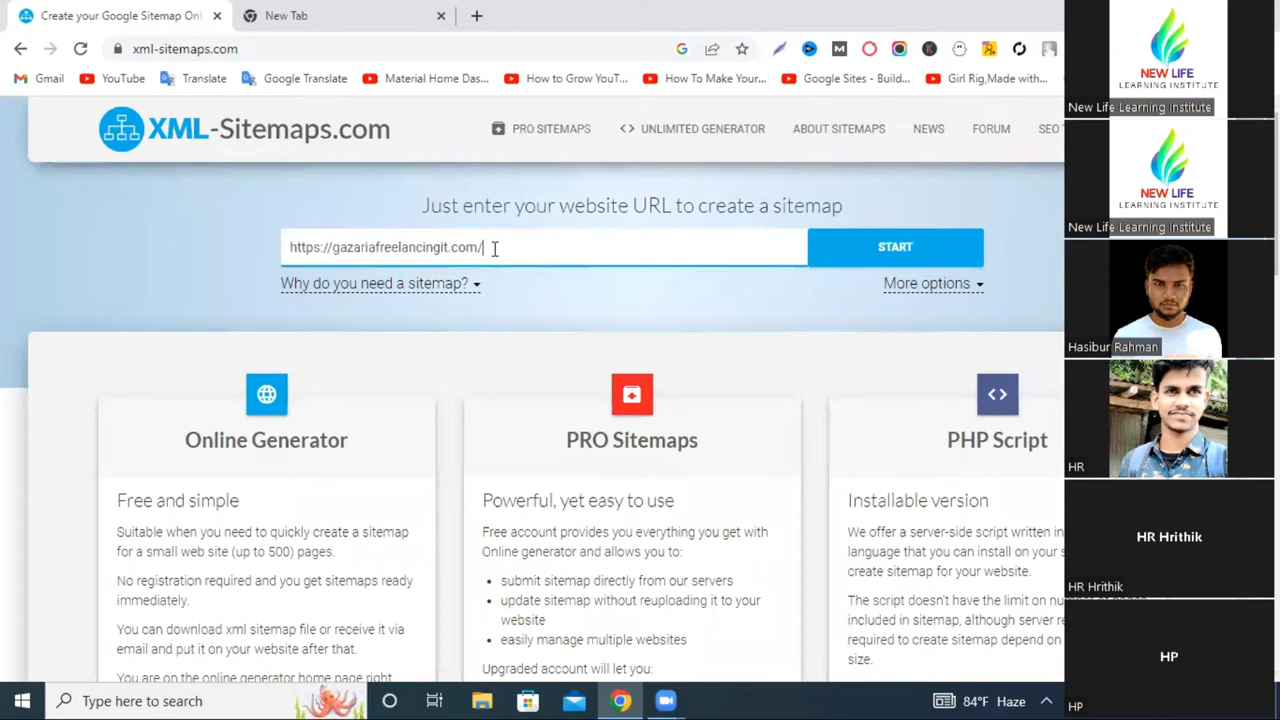 Create your Google Sitemap Onl
New Tab
xml-sitemaps.com
Gmail
YouTube
Translate
Google Translate
Material Home Das...
How to Grow YouT...
How To Make Your...
Google Sites - Build...
Girl Rig,Made with...
XML-Sitemaps.com
PRO SITEMAPS
UNLIMITED GENERATOR
ABOUT SITEMAPS
NEWS
FORUM
SEO
Just enter your website URL to create a sitemap
https://gazariafreelancingit.com/
START
Why do you need a sitemap?
More options
Online Generator
Free and simple
Suitable when you need to quickly create a sitemap
for a small web site (up to 500) pages.
No registration required and you get sitemaps ready
immediately.
You can download xml sitemap file or receive it via
email and put it on your website after that.
You are on the online generator home page right
PRO Sitemaps
Powerful, yet easy to use
Free account provides you everything you get with
Online generator and allows you to:
submit sitemap directly from our servers
update sitemap without reuploading it to your
website
easily manage multiple websites
Upgraded account will let you:
PHP Script
Installable version
We offer a server-side script written in
language that you can install on your
create sitemap for your website.
The script doesn't have the limit on
included in sitemap, although server
required to create sitemap depend on
size.
NEW LIFE
LEARNING INSTITUTE
New Life Learning Institute
NEW LIFE
LEARNING INSTITUTE
New Life Learning Institute
Hasibur Rahman
HR
HR Hrithik
HR Hrithik
HP
HP
Type here to search
84°F Haze